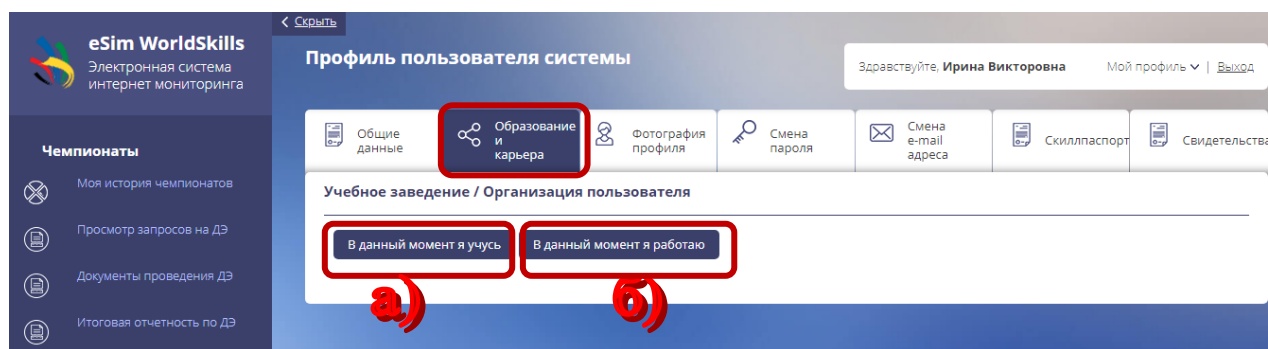 Скрыть
eSim WorldSkills
Электронная система
интернет мониторинга
Профиль пользователя системы
Здравствуйте, Ирина Викторовна
Мой профиль | Выход
Общие
данные
Образование
и
карьера
Фотография
профиля
Смена
пароля
Смена
e-mail
адреса
Скиллпаспорт
Свидетельства
Чемпионаты
Моя история чемпионатов
Просмотр запросов на ДЭ
Документы проведения ДЭ
Итоговая отчетность по ДЭ
Учебное заведение / Организация пользователя
В данный момент я учусь
В данный момент я работаю
а)
б)